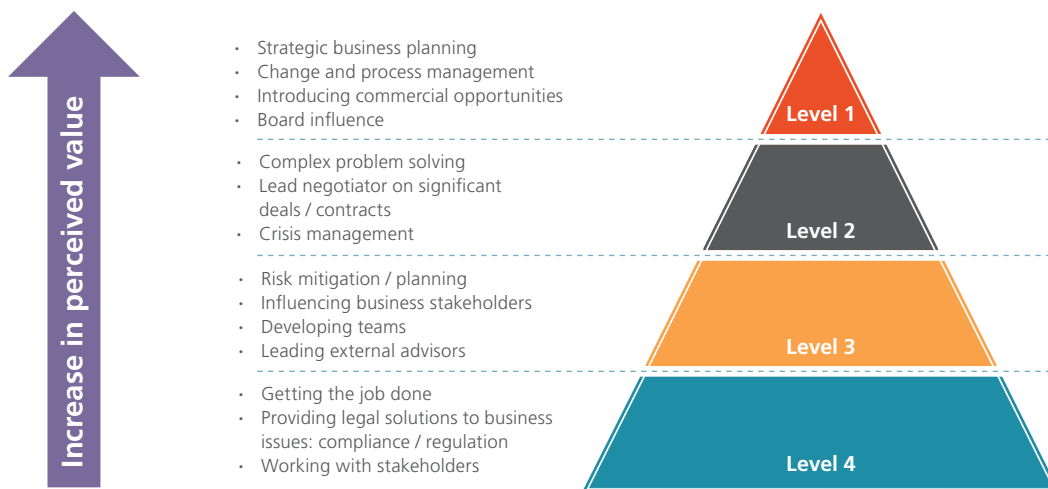 Increase in perceived value
· Strategic business planning
· Change and process management
· Introducing commercial opportunities
· Board influence
Level 1
· Complex problem solving
· Lead negotiator on significant
deals / contracts
· Crisis management
Level 2
· Risk mitigation / planning
· Influencing business stakeholders
· Developing teams
· Leading external advisors
Level 3
· Getting the job done
· Providing legal solutions to business
issues: compliance / regulation
· Working with stakeholders
Level 4